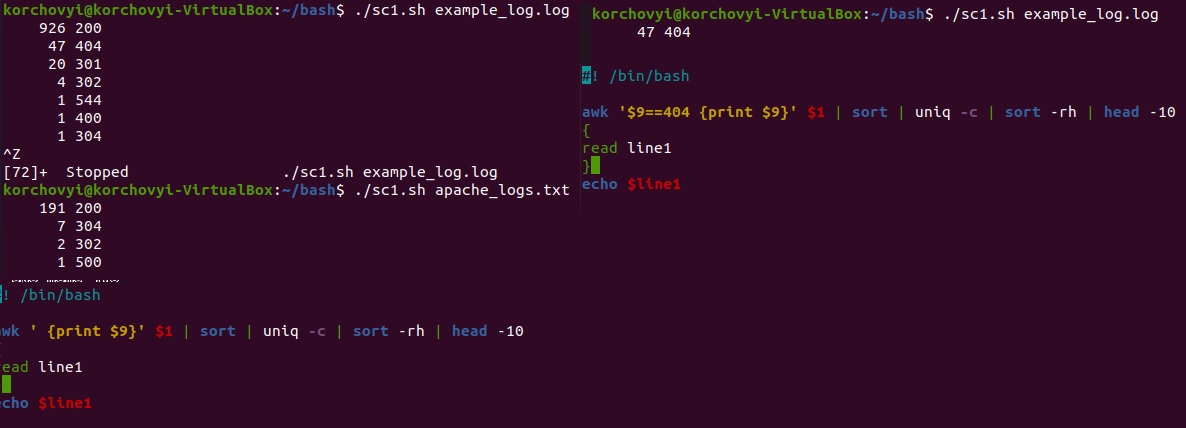 korchovyi@korchovyi-VirtualBox:~/bash$ ./sc1.sh example_log.log
926 200
47 404
20 301
4 302
1 544
1 400
1 304
^Z
[72]+  Stopped                 ./sc1.sh example_log.log
korchovyi@korchovyi-VirtualBox:~/bash$ ./sc1.sh apache_logs.txt
191 200
7 304
2 302
1 500
#! /bin/bash
awk ' {print $9}' $1 | sort | uniq -c | sort -rh | head -10
read line1
echo $line1
korchovyi@korchovyi-VirtualBox:~/bash$ ./sc1.sh example_log.log
47 404
#! /bin/bash
awk '$9==404 {print $9}' $1 | sort | uniq -c | sort -rh | head -10
{
read line1
}
echo $line1